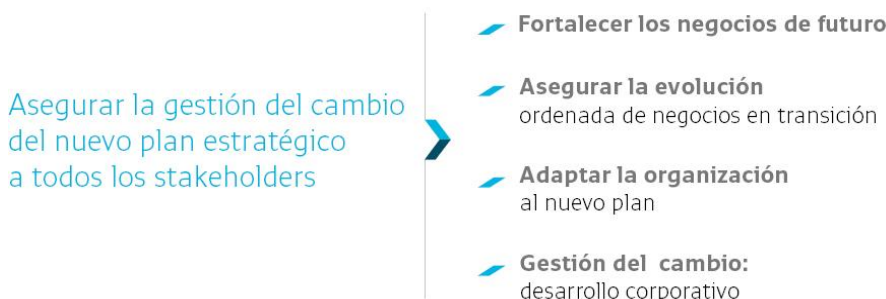 Asegurar la gestión del cambio
del nuevo plan estratégico
a todos los stakeholders
Fortalecer los negocios de futuro
Asegurar la evolución
ordenada de negocios en transición
Adaptar la organización
al nuevo plan
Gestión del cambio:
desarrollo corporativo